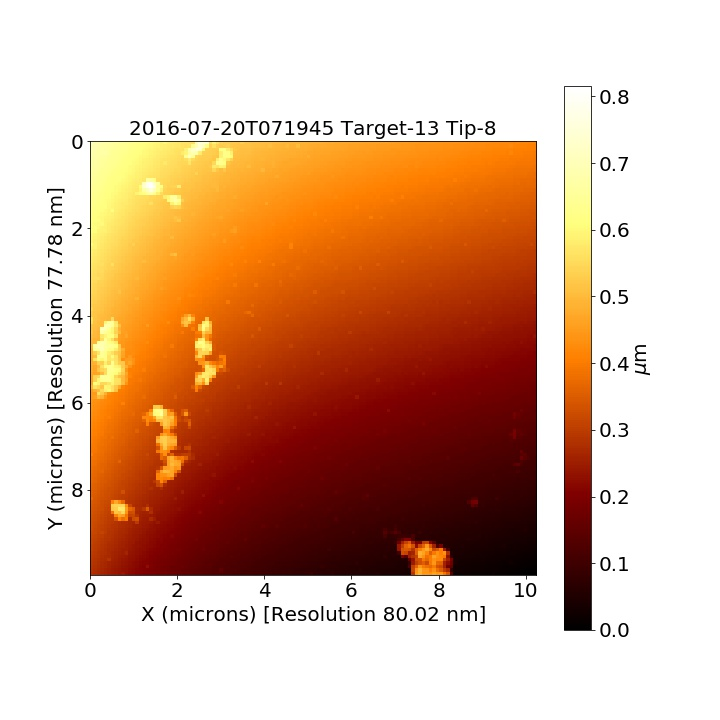 2016-07-20T071945 Target-13 Tip-8
0
2
4
6
8
Y (microns) [Resolution 77.78 nm]
0 2 4 6 8 10
X (microns) [Resolution 80.02 nm]
0.8
0.7
0.6
0.5
0.4
0.3
0.2
0.1
0.0
μm